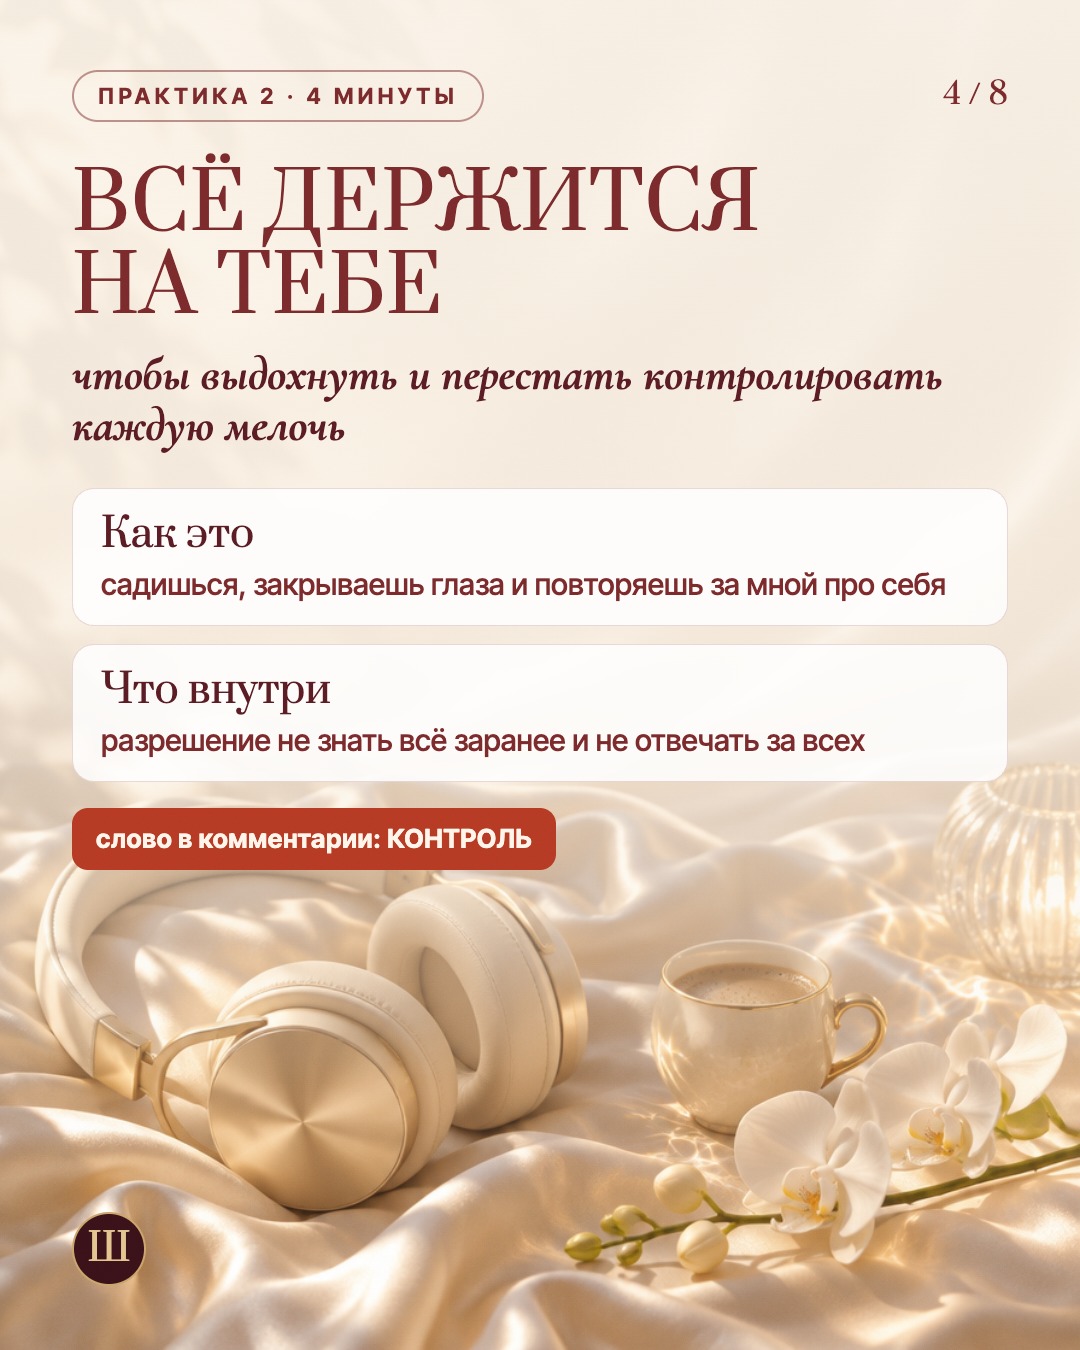 ПРАКТИКА 2 · 4 МИНУТЫ
4 / 8
ВСЁ ДЕРЖИТСЯ
НА ТЕБЕ
чтобы выдохнуть и перестать контролировать
каждую мелочь
Как это
садишься, закрываешь глаза и повторяешь за мной про себя
Что внутри
разрешение не знать всё заранее и не отвечать за всех
слово в комментарии: КОНТРОЛЬ
Ш